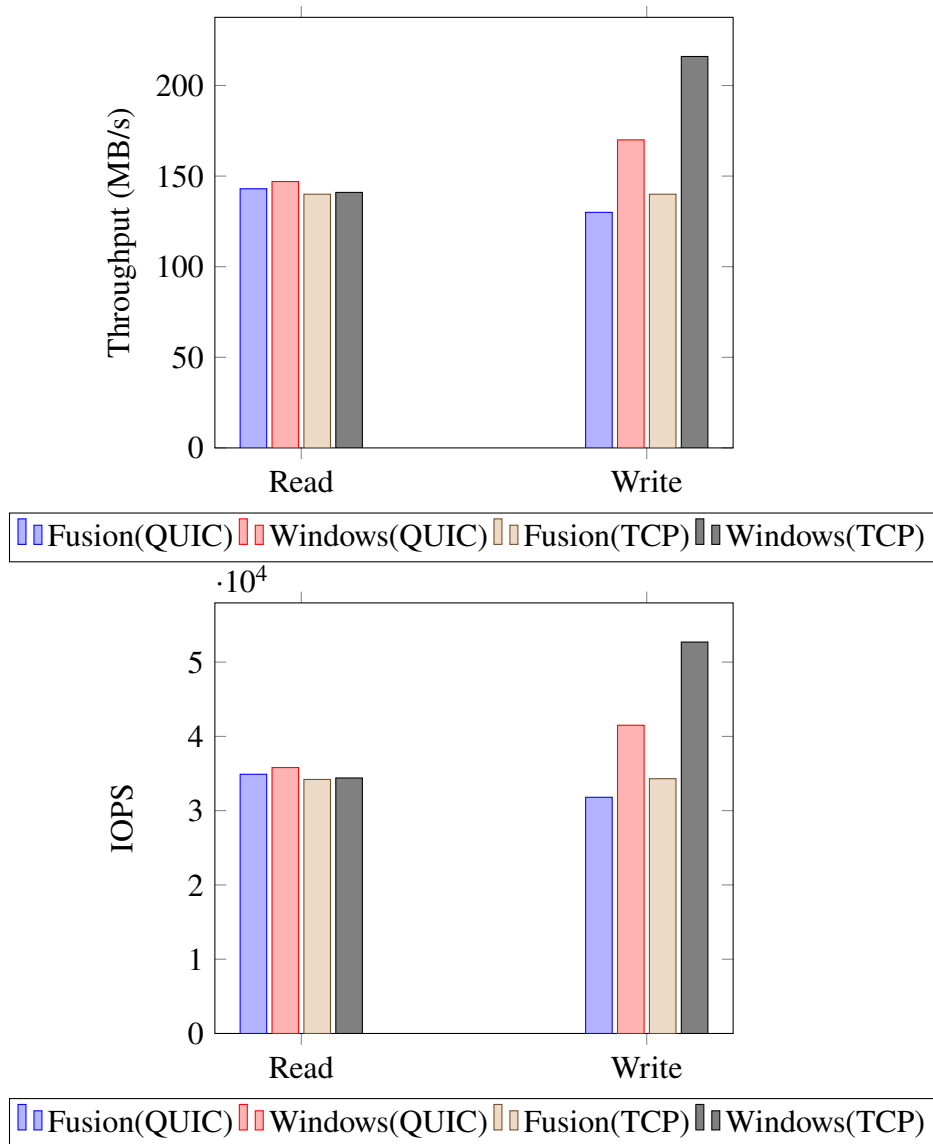 200
150
100
50
0
Throughput (MB/s)
Read Write
Fusion(QUIC) Windows(QUIC) Fusion(TCP) Windows(TCP)
·10^4
5
4
3
2
1
0
IOPS
Read Write
Fusion(QUIC) Windows(QUIC) Fusion(TCP) Windows(TCP)